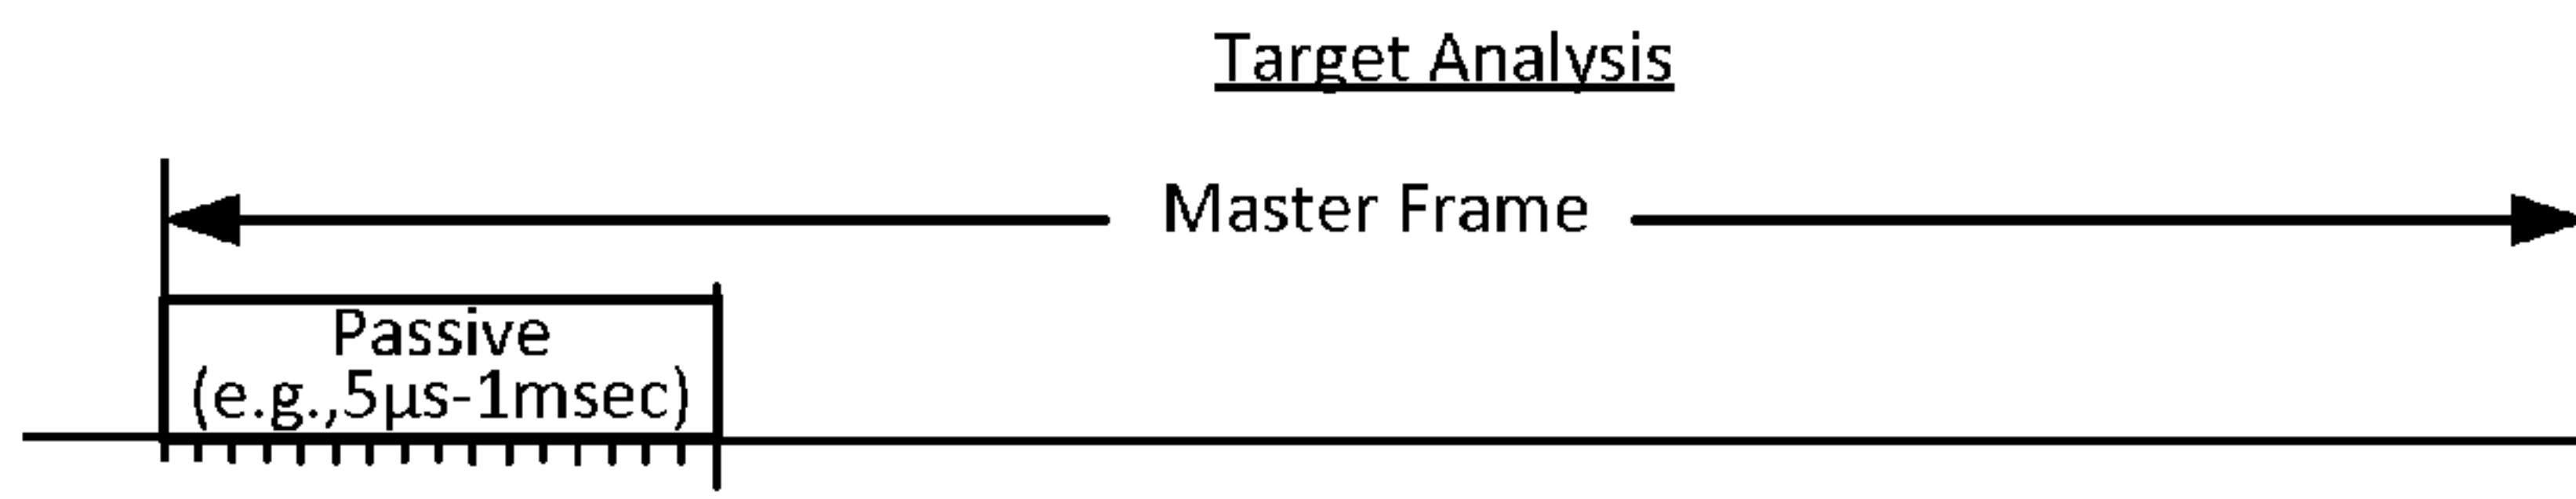 Target Analysis
Master Frame
Passive
(e.g.,5µs-1msec)